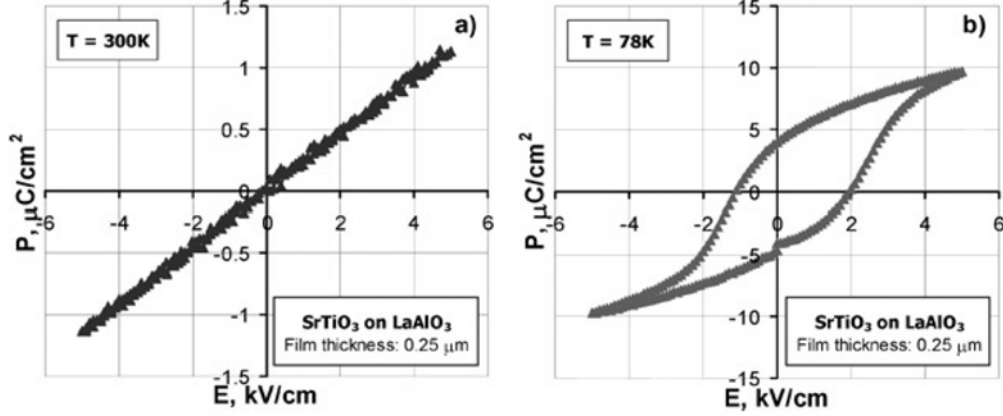 1.5
a)
T = 300K
1
0.5
P, μC/cm²
0
-6
-4
-2
0
2
4
6
-0.5
-1
SrTiO₃ on LaAlO₃
Film thickness: 0.25 μm
-1.5
E, kV/cm
15
b)
T = 78K
10
5
P, μC/cm²
0
-6
-4
-2
0
2
4
6
-5
-10
SrTiO₃ on LaAlO₃
Film thickness: 0.25 μm
-15
E, kV/cm